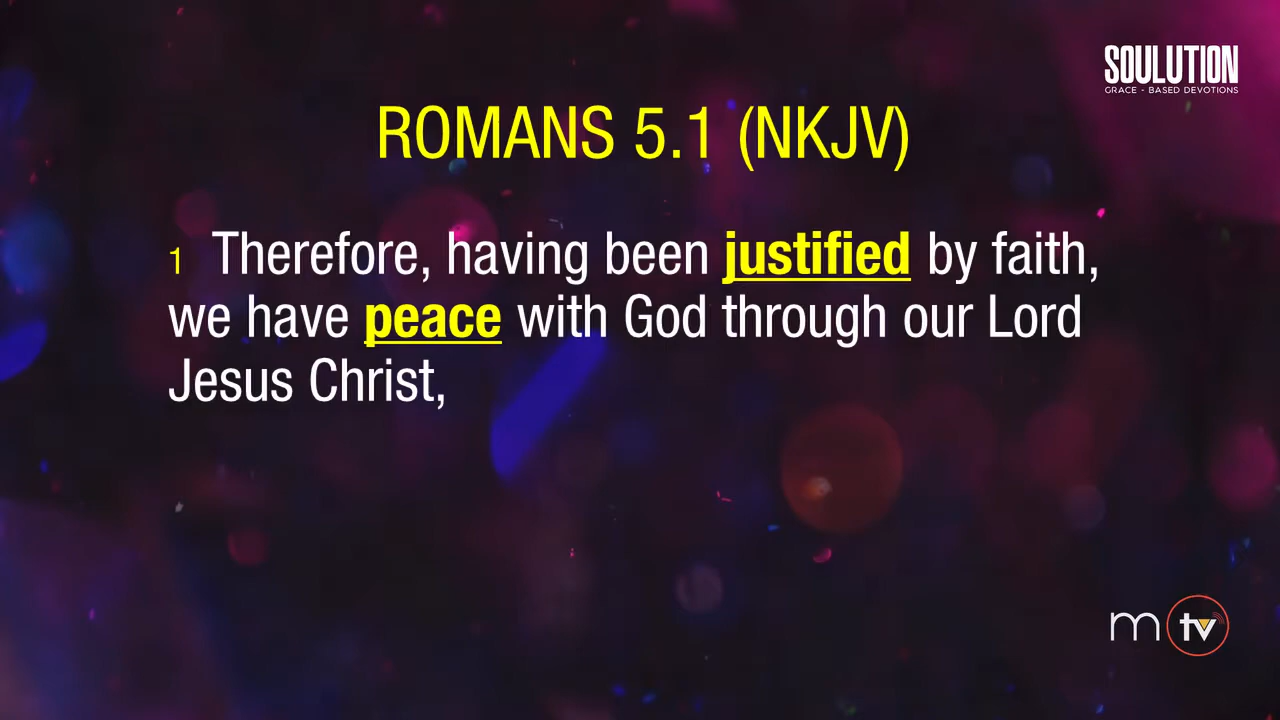 SOULUTION
GRACE - BASED DEVOTIONS
ROMANS 5.1 (NKJV)
1 Therefore, having been justified by faith,
we have peace with God through our Lord
Jesus Christ,
m tv